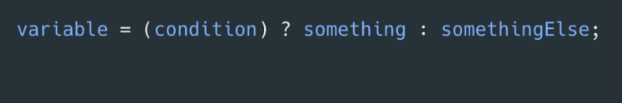 variable = (condition) ? something : somethingElse;